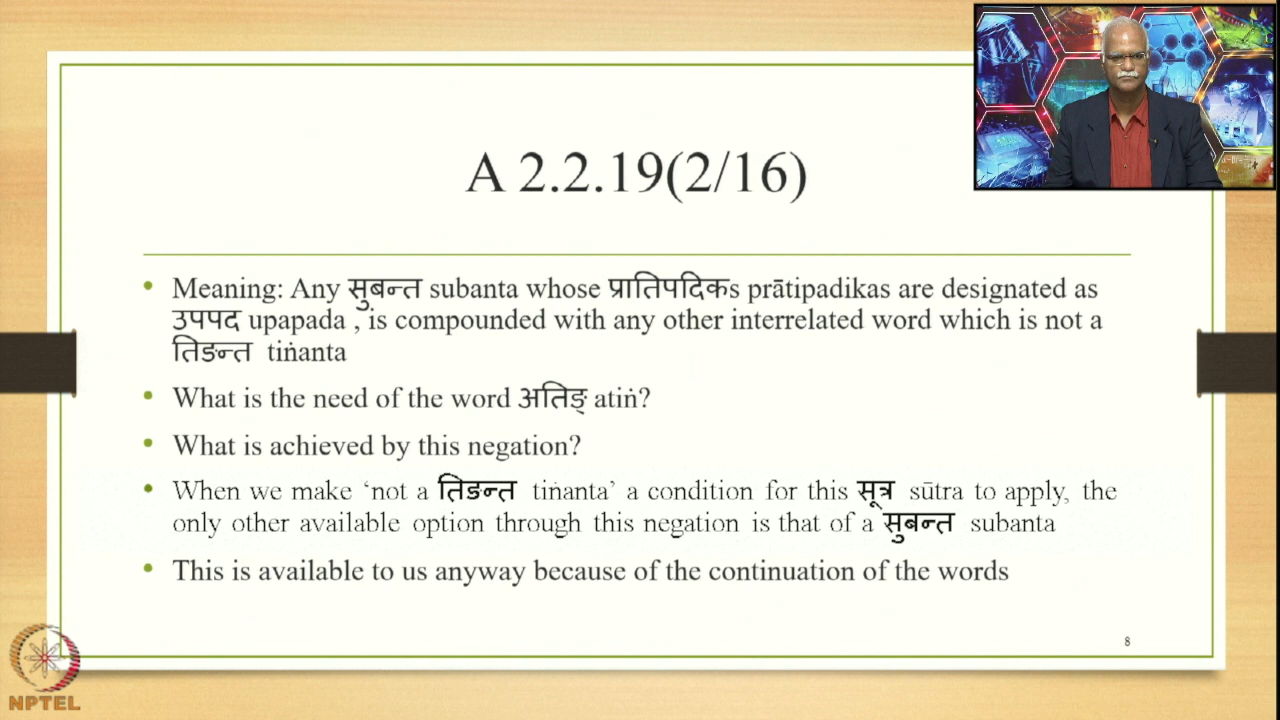 A 2.2.19(2/16)
• Meaning: Any सुबन्त subanta whose प्रातिपदिकs prātipadikas are designated as
उपपद upapada , is compounded with any other interrelated word which is not a
तिङन्त tiṅanta
• What is the need of the word अतिङ् atiṅ?
• What is achieved by this negation?
• When we make ‘not a तिङन्त tiṅanta’ a condition for this सूत्र sūtra to apply, the
only other available option through this negation is that of a सुबन्त subanta
• This is available to us anyway because of the continuation of the words
8
NPTEL